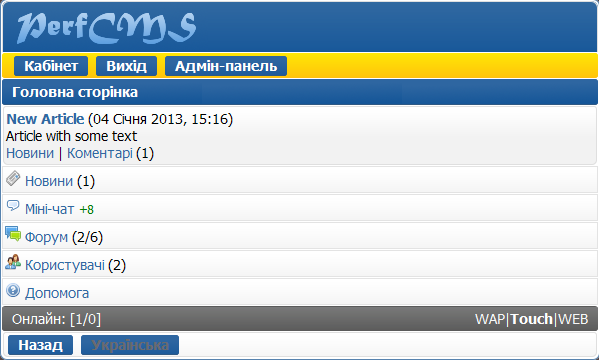 PerfCMS
Кабінет Вихід Адмін-панель
Головна сторінка
New Article (04 Січня 2013, 15:16)
Article with some text
Новини | Коментарі (1)
Новини (1)
Міні-чат +8
Форум (2/6)
Користувачі (2)
Допомога
Онлайн: [1/0] WAP|Touch|WEB
Назад Українська